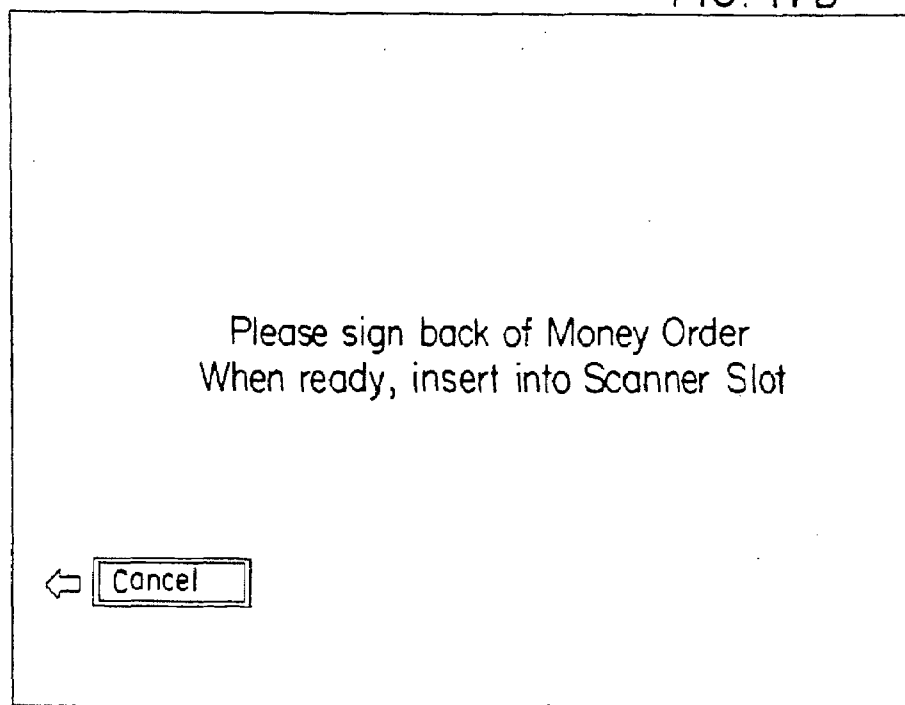 Please sign back of Money Order
When ready, insert into Scanner Slot
Cancel